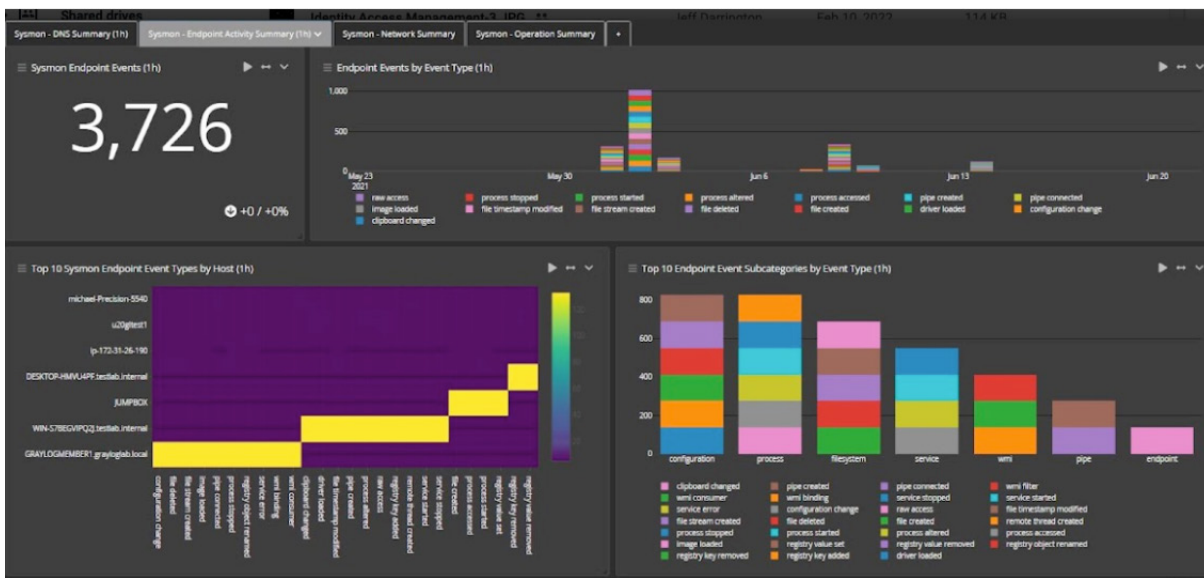 Shared drives
Identity Access Management-3.JPG
Jeff Darrington
Feb 10, 2022
114 KB
Sysmon - DNS Summary (1h)
Sysmon - Endpoint Activity Summary (1h)
Sysmon - Network Summary
Sysmon - Operation Summary
+
Sysmon Endpoint Events (1h)
3,726
+0 / +0%
Endpoint Events by Event Type (1h)
1,000
500
0
May 23
2021
May 30
Jun 6
Jun 13
Jun 20
raw access
process stopped
process started
process altered
process accessed
pipe created
pipe connected
image loaded
file timestamp modified
file stream created
file deleted
file created
driver loaded
configuration change
clipboard changed
Top 10 Sysmon Endpoint Event Types by Host (1h)
michael-Precision-5540
u20gltest1
ip-172-31-26-190
DESKTOP-HMVU4PF.testlab.internal
JUMPBOX
WIN-S7BEGVIPQ2J.testlab.internal
GRAYLOGMEMBER1.grayloglab.local
configuration change
file deleted
file stream created
image loaded
pipe connected
process stopped
registry object renamed
service error
wmi binding
wmi consumer
clipboard changed
driver loaded
file timestamp modified
pipe created
process altered
raw access
registry key added
remote thread created
service started
service stopped
file created
process accessed
process started
registry value set
registry key removed
registry value removed
Top 10 Endpoint Event Subcategories by Event Type (1h)
800
600
400
200
0
configuration
process
filesystem
service
wmi
pipe
endpoint
clipboard changed
pipe created
pipe connected
wmi filter
wmi consumer
wmi binding
service stopped
service started
service error
configuration change
raw access
file timestamp modified
file stream created
file deleted
file created
remote thread created
process stopped
process started
process altered
process accessed
image loaded
registry value set
registry value removed
registry object renamed
registry key removed
registry key added
driver loaded